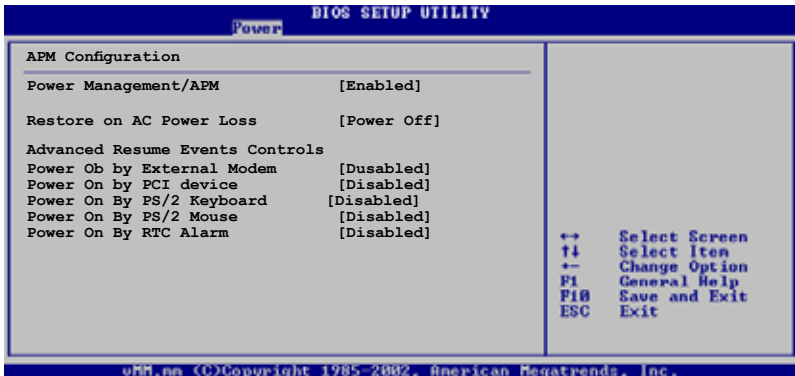 BIOS SETUP UTILITY
Power
APM Configuration
Power Management/APM [Enabled]
Restore on AC Power Loss [Power Off]
Advanced Resume Events Controls
Power Ob by External Modem [Dusabled]
Power On by PCI device [Disabled]
Power On By PS/2 Keyboard [Disabled]
Power On By PS/2 Mouse [Disabled]
Power On By RTC Alarm [Disabled]
↔ Select Screen
↑↓ Select Item
+- Change Option
F1 General Help
F10 Save and Exit
ESC Exit
vMM.mm (C)Copyright 1985-2002, American Megatrends, Inc.